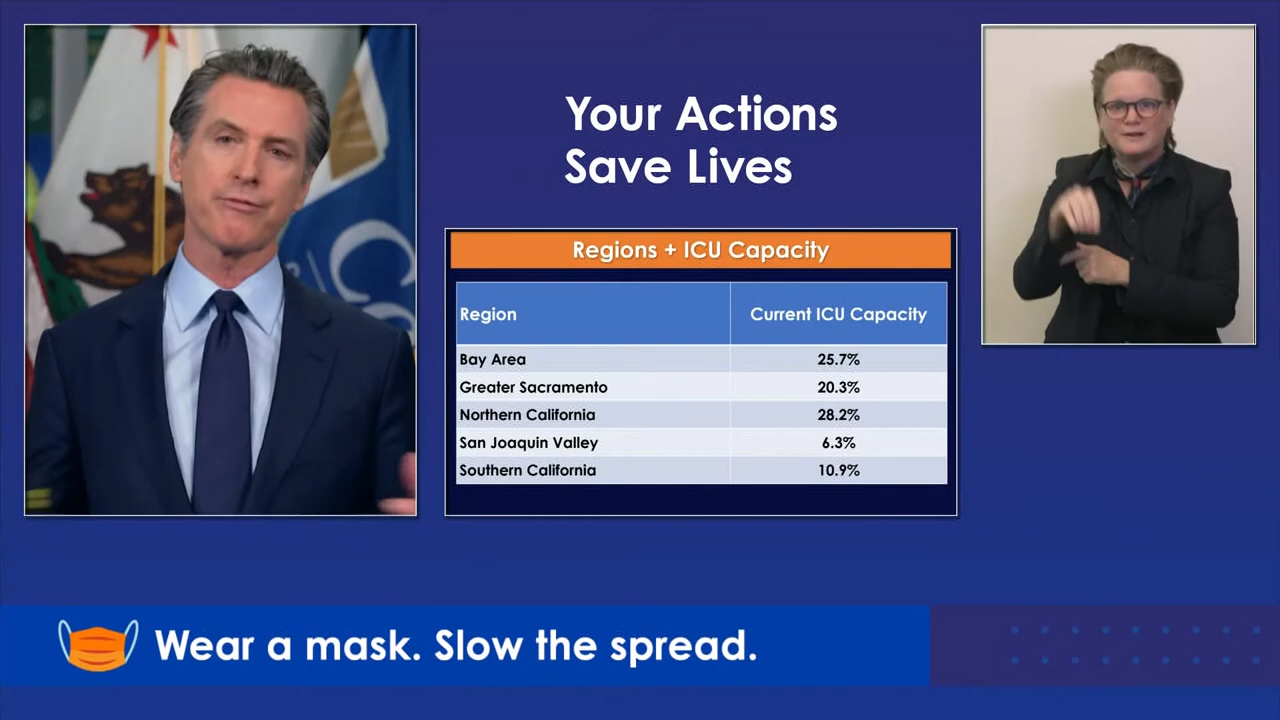 Your Actions
Save Lives
Regions + ICU Capacity
Region Current ICU Capacity
Bay Area 25.7%
Greater Sacramento 20.3%
Northern California 28.2%
San Joaquin Valley 6.3%
Southern California 10.9%
Wear a mask. Slow the spread.